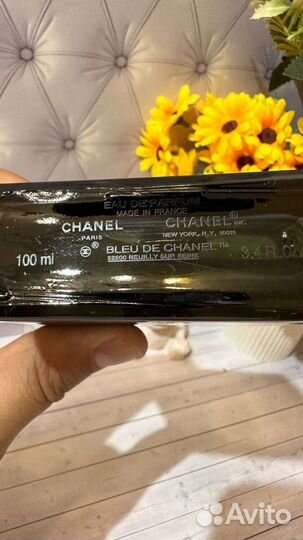 EAU DE PARFUM
MADE IN FRANCE
CHANEL CHANEL INC.
PARIS NEW YORK, N.Y. 10019
100 ml BLEU DE CHANEL™ 3.4 FL.OZ
92200 NEUILLY SUR SEINE
Avito